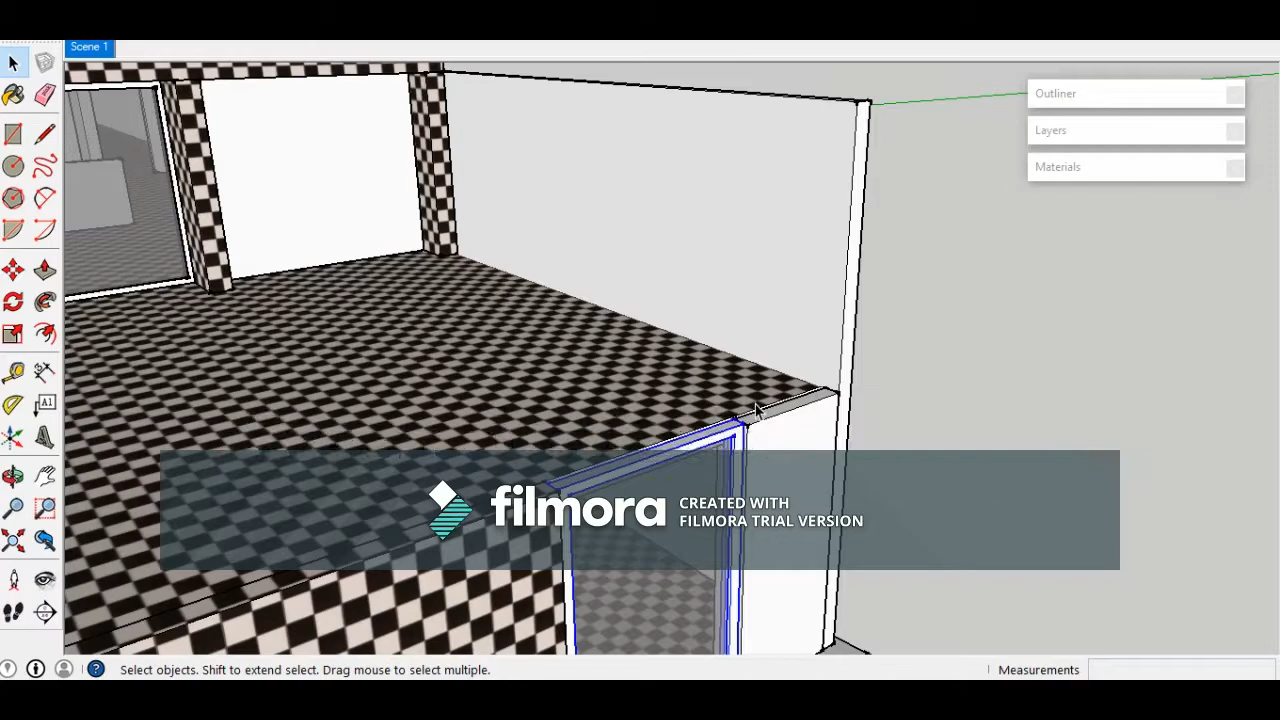 Scene 1
Outliner
Layers
Materials
A1
filmora
CREATED WITH
FILMORA TRIAL VERSION
Select objects. Shift to extend select. Drag mouse to select multiple.
Measurements